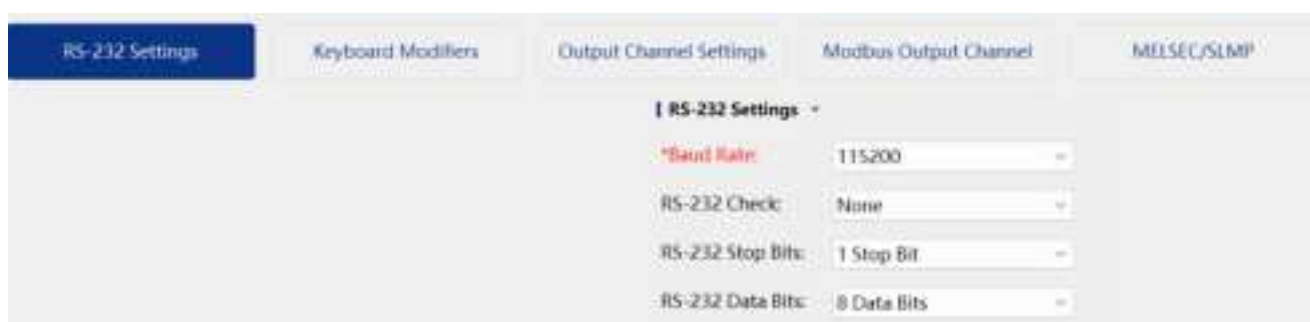 RS-232 Settings Keyboard Modifiers Output Channel Settings Modbus Output Channel MELSEC/SLMP
RS-232 Settings
*Baud Rate: 115200
RS-232 Check: None
RS-232 Stop Bits: 1 Stop Bit
RS-232 Data Bits: 8 Data Bits